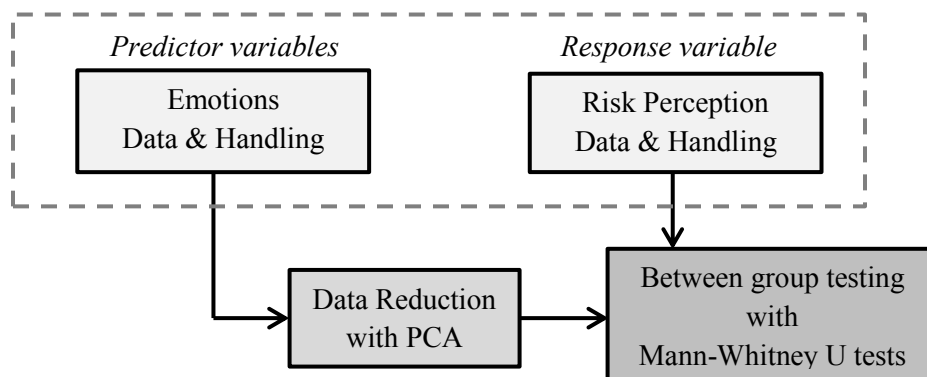 Predictor variables
Response variable
Emotions
Data & Handling
Risk Perception
Data & Handling
Data Reduction
with PCA
Between group testing
with
Mann-Whitney U tests